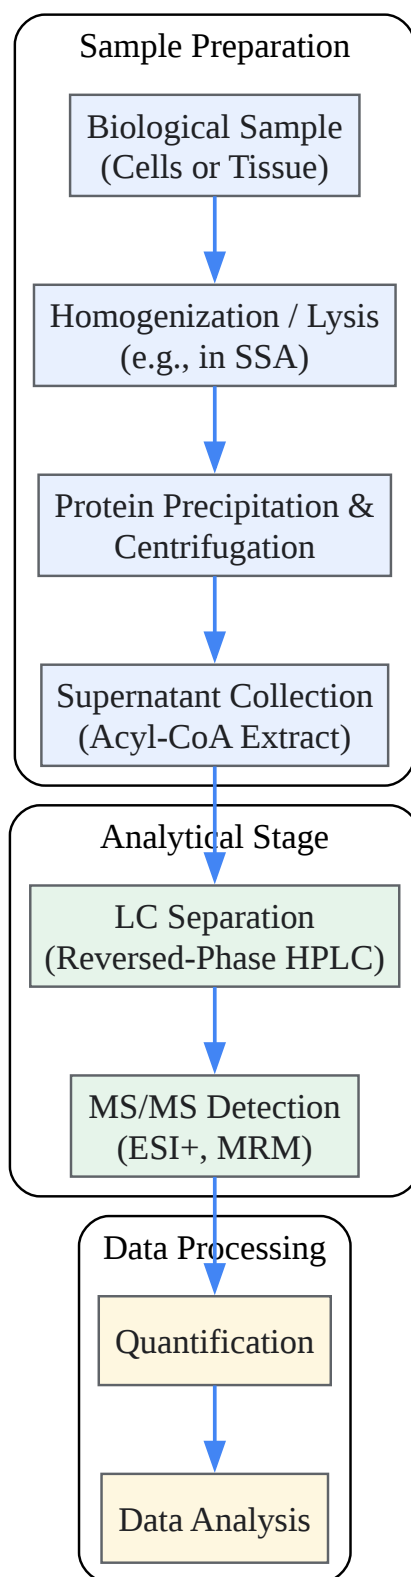 Sample Preparation
Biological Sample
(Cells or Tissue)
Homogenization / Lysis
(e.g., in SSA)
Protein Precipitation &
Centrifugation
Supernatant Collection
(Acyl-CoA Extract)
Analytical Stage
LC Separation
(Reversed-Phase HPLC)
MS/MS Detection
(ESI+, MRM)
Data Processing
Quantification
Data Analysis